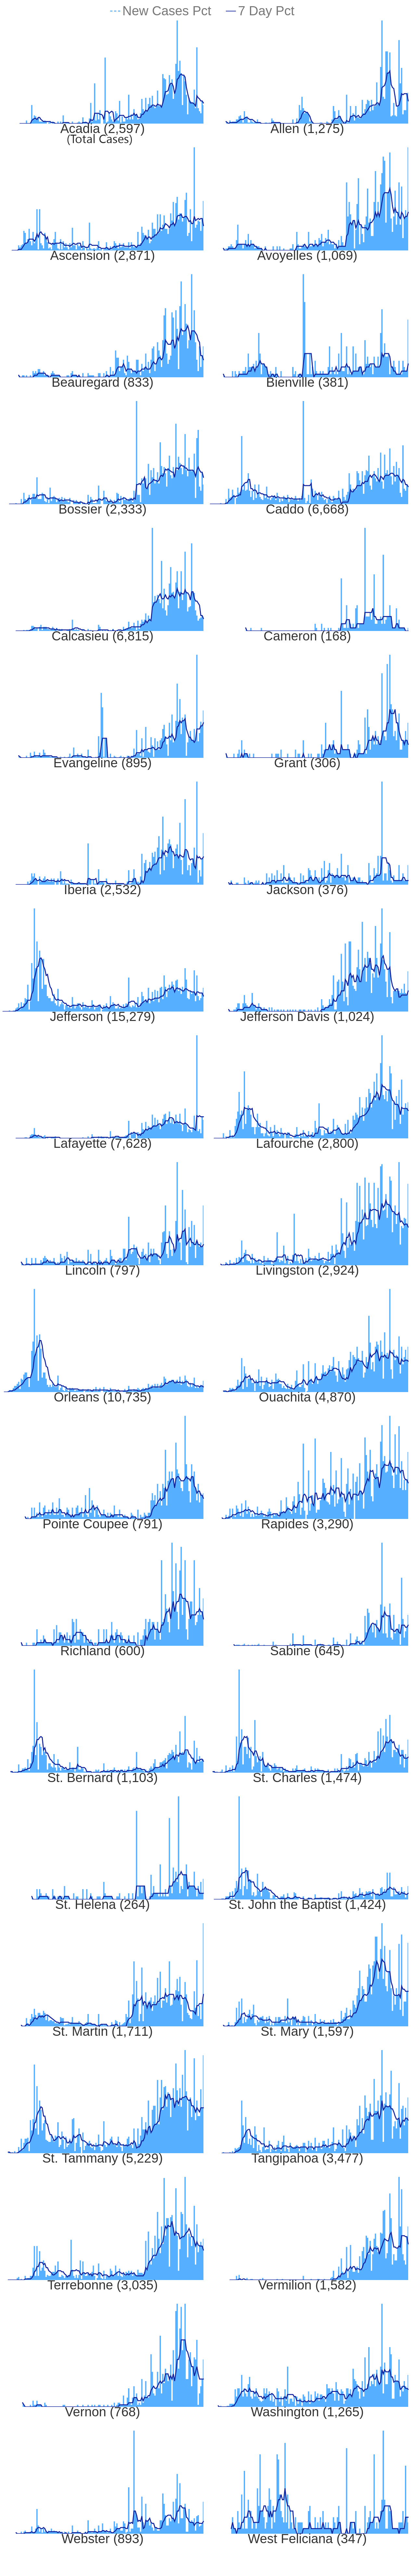 New Cases Pct 7 Day Pct
Acadia (2,597) Allen (1,275)
(Total Cases)
Ascension (2,871) Avoyelles (1,069)
Beauregard (833) Bienville (381)
Bossier (2,333) Caddo (6,668)
Calcasieu (6,815) Cameron (168)
Evangeline (895) Grant (306)
Iberia (2,532) Jackson (376)
Jefferson (15,279) Jefferson Davis (1,024)
Lafayette (7,628) Lafourche (2,800)
Lincoln (797) Livingston (2,924)
Orleans (10,735) Ouachita (4,870)
Pointe Coupee (791) Rapides (3,290)
Richland (600) Sabine (645)
St. Bernard (1,103) St. Charles (1,474)
St. Helena (264) St. John the Baptist (1,424)
St. Martin (1,711) St. Mary (1,597)
St. Tammany (5,229) Tangipahoa (3,477)
Terrebonne (3,035) Vermilion (1,582)
Vernon (768) Washington (1,265)
Webster (893) West Feliciana (347)